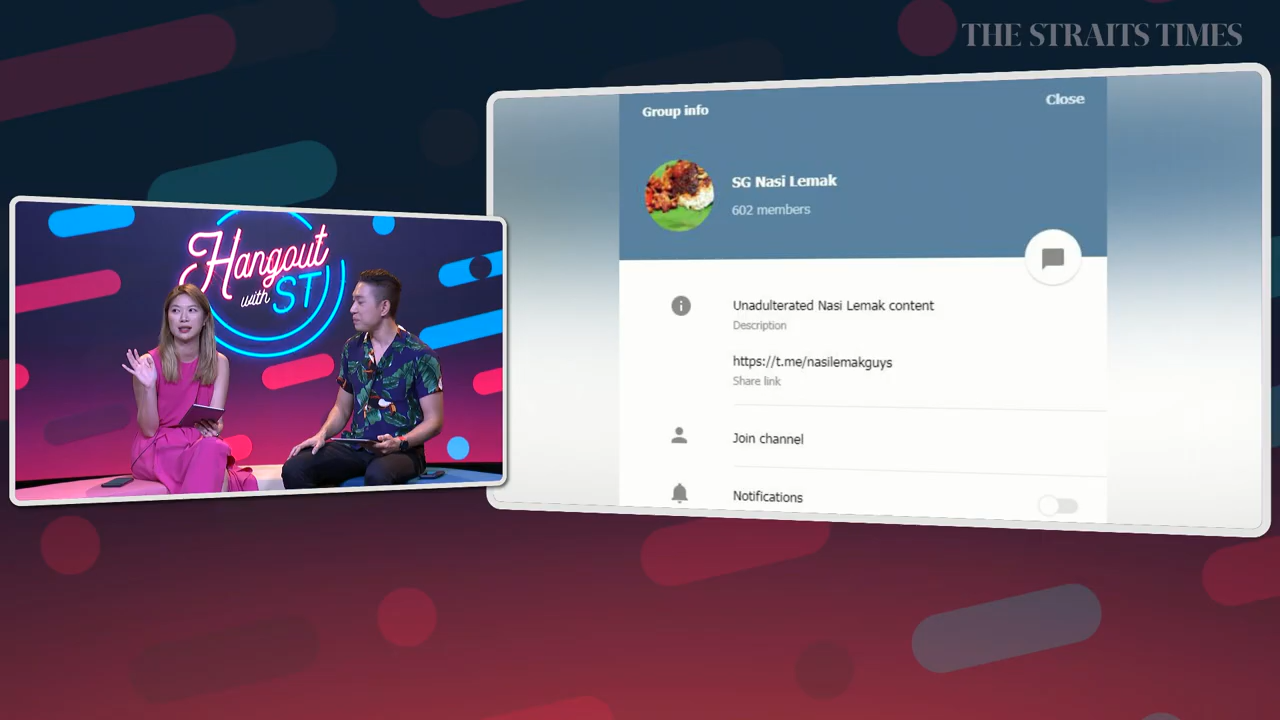 THE STRAITS TIMES
Hangout
with ST
Group info
Close
SG Nasi Lemak
602 members
Unadulterated Nasi Lemak content
Description
https://t.me/nasilemakguys
Share link
Join channel
Notifications